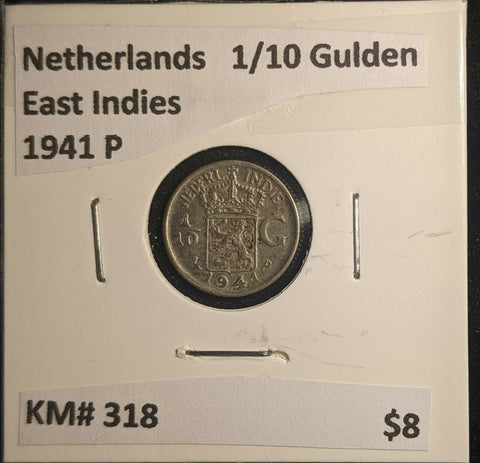 Netherlands 1/10 Gulden
East Indies
1941 P
NEDERL INDIE
1/10 G
1941 P
KM# 318 $8